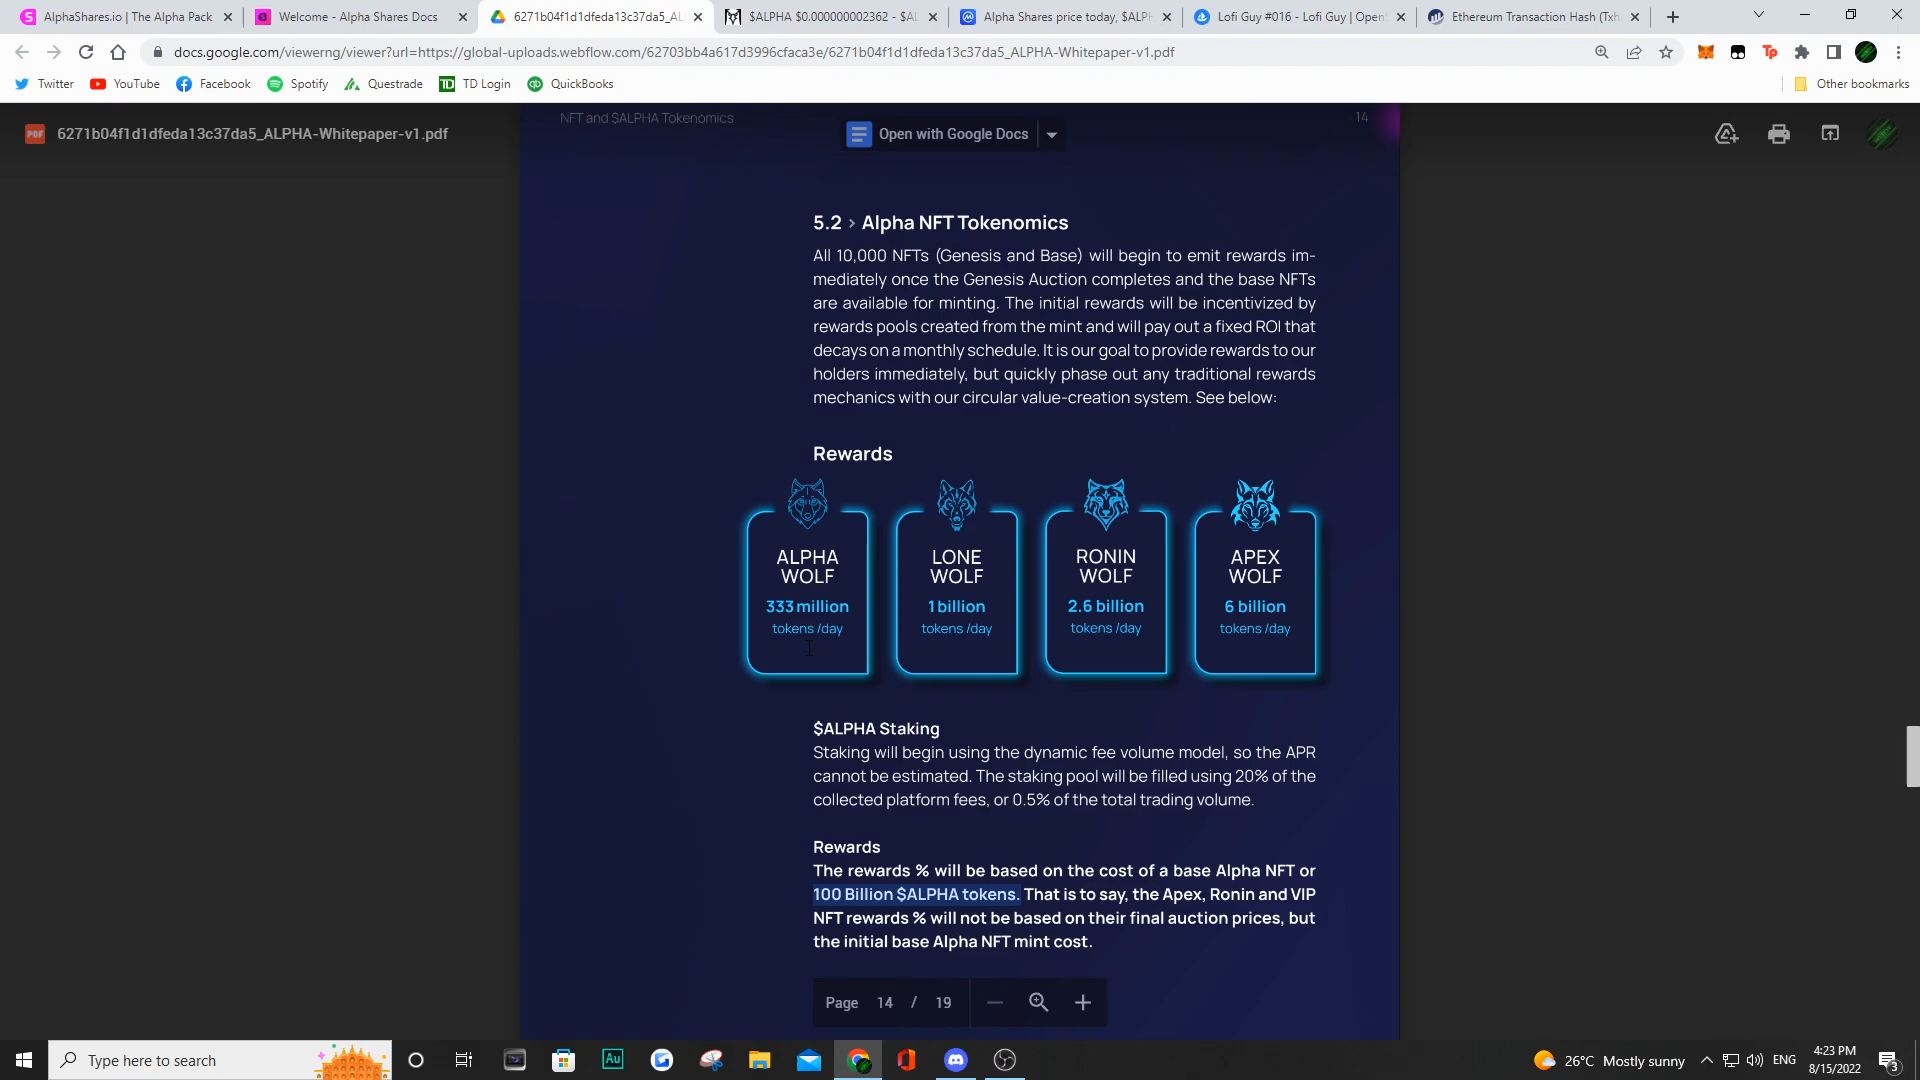 AlphaShares.io | The Alpha Pack
Welcome - Alpha Shares Docs
6271b04f1d1dfeda13c37da5_AL
$ALPHA $0.000000002362 - $AL
Alpha Shares price today, $ALPH
Lofi Guy #016 - Lofi Guy | Open
Ethereum Transaction Hash (Txh
docs.google.com/viewerng/viewer?url=https://global-uploads.webflow.com/62703bb4a617d3996cfaca3e/6271b04f1d1dfeda13c37da5_ALPHA-Whitepaper-v1.pdf
Twitter
YouTube
Facebook
Spotify
Questrade
TD Login
QuickBooks
Other bookmarks
NFT and $ALPHA Tokenomics
14
PDF
6271b04f1d1dfeda13c37da5_ALPHA-Whitepaper-v1.pdf
Open with Google Docs
5.2 > Alpha NFT Tokenomics
All 10,000 NFTs (Genesis and Base) will begin to emit rewards im-
mediately once the Genesis Auction completes and the base NFTs
are available for minting. The initial rewards will be incentivized by
rewards pools created from the mint and will pay out a fixed ROI that
decays on a monthly schedule. It is our goal to provide rewards to our
holders immediately, but quickly phase out any traditional rewards
mechanics with our circular value-creation system. See below:
Rewards
ALPHA
WOLF
333 million
tokens /day
LONE
WOLF
1 billion
tokens /day
RONIN
WOLF
2.6 billion
tokens /day
APEX
WOLF
6 billion
tokens /day
$ALPHA Staking
Staking will begin using the dynamic fee volume model, so the APR
cannot be estimated. The staking pool will be filled using 20% of the
collected platform fees, or 0.5% of the total trading volume.
Rewards
The rewards % will be based on the cost of a base Alpha NFT or
100 Billion $ALPHA tokens. That is to say, the Apex, Ronin and VIP
NFT rewards % will not be based on their final auction prices, but
the initial base Alpha NFT mint cost.
Page 14 / 19
Type here to search
Au
26°C Mostly sunny
ENG
4:23 PM
8/15/2022
3